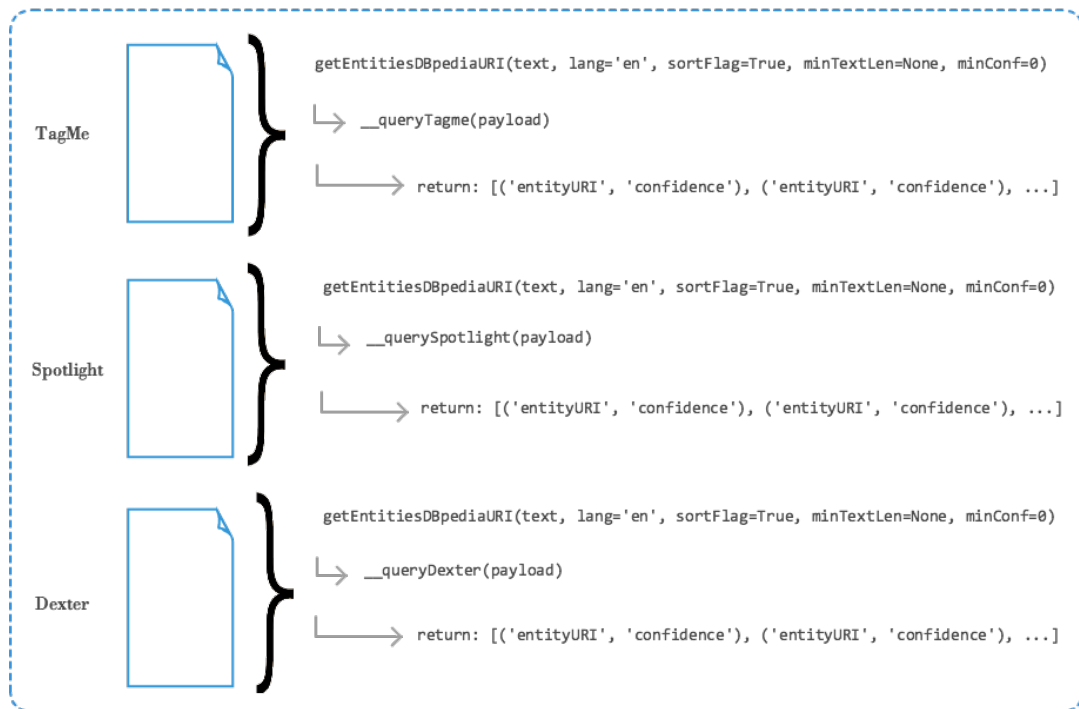 getEntitiesDBpediaURI(text, lang='en', sortFlag=True, minTextLen=None, minConf=0)
TagMe
__queryTagme(payload)
return: [('entityURI', 'confidence'), ('entityURI', 'confidence'), ...]
getEntitiesDBpediaURI(text, lang='en', sortFlag=True, minTextLen=None, minConf=0)
__querySpotlight(payload)
Spotlight
return: [('entityURI', 'confidence'), ('entityURI', 'confidence'), ...]
getEntitiesDBpediaURI(text, lang='en', sortFlag=True, minTextLen=None, minConf=0)
__queryDexter(payload)
Dexter
return: [('entityURI', 'confidence'), ('entityURI', 'confidence'), ...]